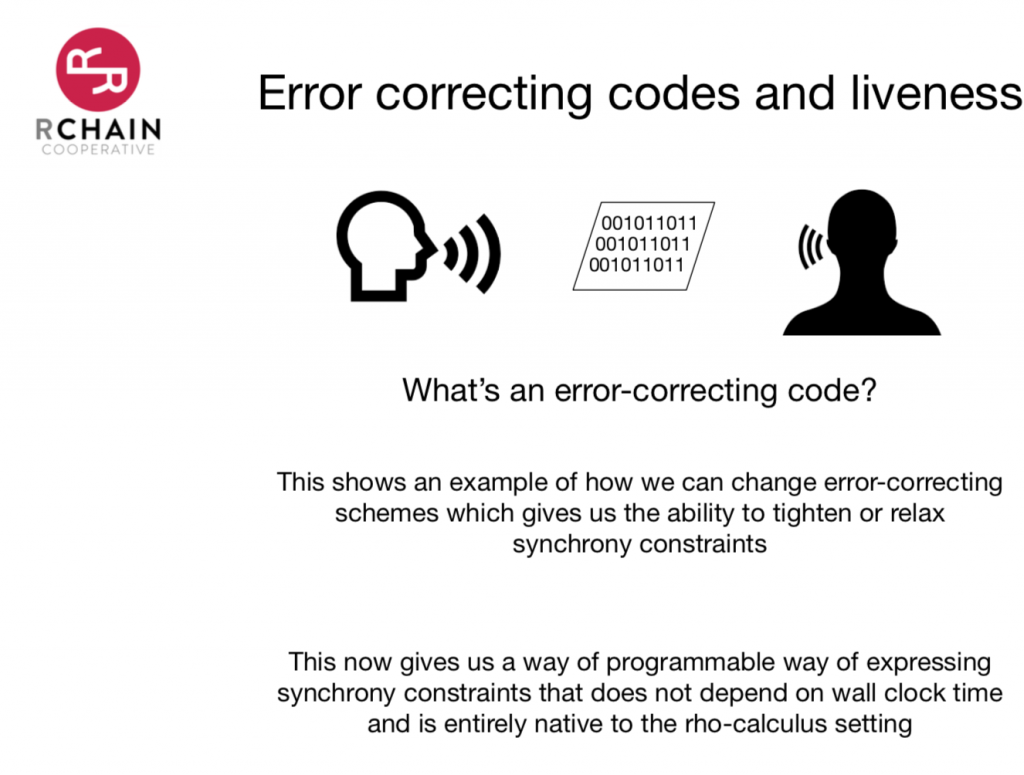 RCHAIN
COOPERATIVE
Error correcting codes and liveness
001011011
001011011
001011011
What's an error-correcting code?
This shows an example of how we can change error-correcting
schemes which gives us the ability to tighten or relax
synchrony constraints
This now gives us a way of programmable way of expressing
synchrony constraints that does not depend on wall clock time
and is entirely native to the rho-calculus setting